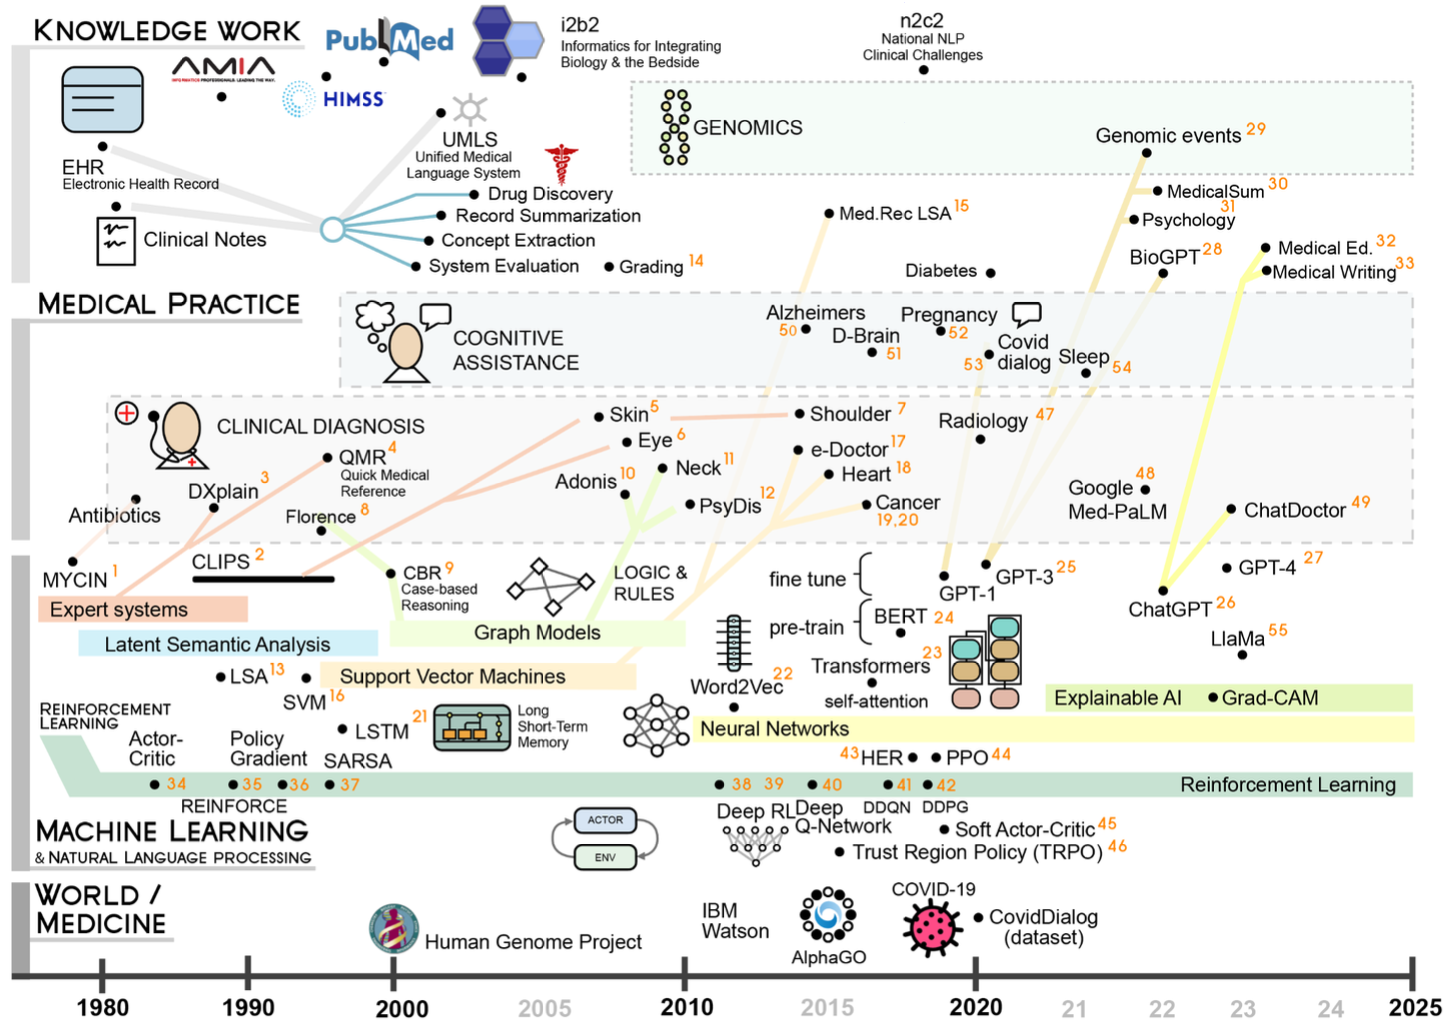 KNOWLEDGE WORK
AMIA
INFORMATICS PROFESSIONALS. LEADING THE WAY.
PubMed
HIMSS
i2b2
Informatics for Integrating
Biology & the Bedside
n2c2
National NLP
Clinical Challenges
EHR
Electronic Health Record
Clinical Notes
UMLS
Unified Medical
Language System
Drug Discovery
Record Summarization
Concept Extraction
System Evaluation
Grading 14
GENOMICS
Genomic events 29
MedicalSum 30
31
Psychology
Med.Rec LSA 15
BioGPT 28
Medical Ed. 32
Medical Writing 33
Diabetes
MEDICAL PRACTICE
COGNITIVE
ASSISTANCE
Alzheimers
50
D-Brain
51
Pregnancy
52
Covid
dialog
53
Sleep
54
CLINICAL DIAGNOSIS
Skin 5
Shoulder 7
Radiology 47
Eye 6
e-Doctor 17
QMR 4
Quick Medical
Reference
Neck 11
Heart 18
DXplain 3
Adonis 10
Google 48
Med-PaLM
Antibiotics
Florence 8
PsyDis 12
Cancer
19,20
ChatDoctor 49
MYCIN 1
CLIPS 2
CBR 9
Case-based
Reasoning
LOGIC &
RULES
fine tune
GPT-1
GPT-3 25
GPT-4 27
ChatGPT 26
Expert systems
Graph Models
pre-train
BERT 24
LlaMa 55
Latent Semantic Analysis
LSA 13
Support Vector Machines
SVM 16
Word2Vec 22
Transformers 23
self-attention
Explainable AI
Grad-CAM
REINFORCEMENT
LEARNING
LSTM 21
Long
Short-Term
Memory
Neural Networks
Actor-
Critic
Policy
Gradient
SARSA
43 HER
PPO 44
34
35
36
37
38
39
40
41
42
Reinforcement Learning
REINFORCE
Deep RL
Deep
Q-Network
DDQN
DDPG
MACHINE LEARNING
& NATURAL LANGUAGE PROCESSING
ACTOR
ENV
Soft Actor-Critic 45
Trust Region Policy (TRPO) 46
WORLD /
MEDICINE
Human Genome Project
IBM
Watson
AlphaGO
COVID-19
CovidDialog
(dataset)
1980
1990
2000
2005
2010
2015
2020
21
22
23
24
2025